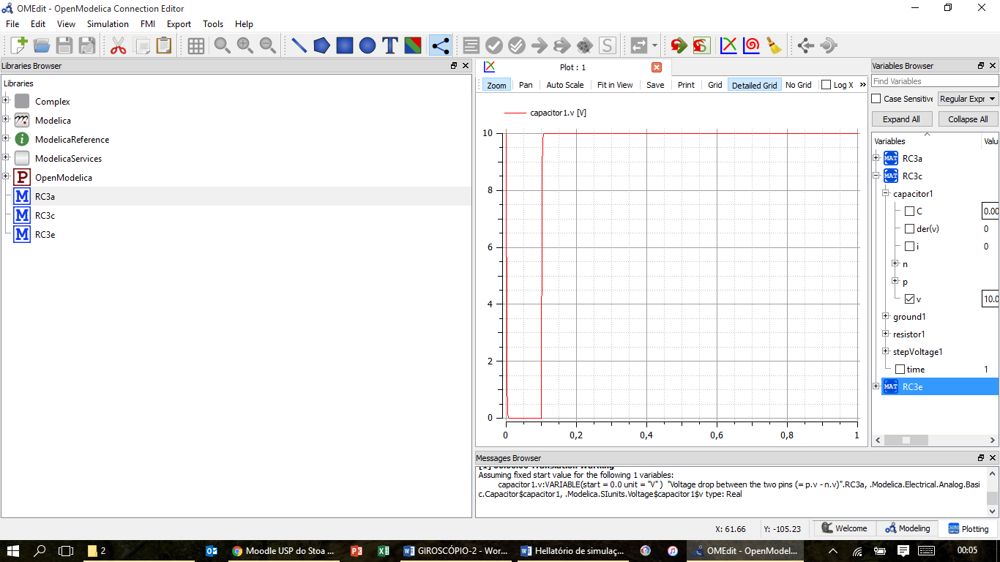 OMEdit - OpenModelica Connection Editor
File Edit View Simulation FMI Export Tools Help
T
S
S
Libraries Browser
Libraries
Complex
Modelica
ModelicaReference
ModelicaServices
P OpenModelica
M RC3a
M RC3c
M RC3e
Plot : 1
Zoom Pan Auto Scale Fit in View Save Print Grid Detailed Grid No Grid Log X »
capacitor1.v [V]
10
8
6
4
2
0
0 0,2 0,4 0,6 0,8 1
Variables Browser
Find Variables
Case Sensitive Regular Expr
Expand All Collapse All
Variables Valu
MAT RC3a
MAT RC3c
capacitor1
C 0.00
der(v) 0
i 0
n
p
v 10.0
ground1
resistor1
stepVoltage1
time 1
MAT RC3e
Messages Browser
Translation Warning
Assuming fixed start value for the following 1 variables:
capacitor1.v:VARIABLE(start = 0.0 unit = "V" ) "Voltage drop between the two pins (= p.v - n.v)".RC3a, .Modelica.Electrical.Analog.Basi
c.Capacitor$capacitor1, .Modelica.SIunits.Voltage$capacitor1$v type: Real
X: 61.66 Y: -105.23 Welcome Modeling Plotting
2 Moodle USP do Stoa ... GIROSCÓPIO-2 - Wor... Hellatório de simulaç... OMEdit - OpenModel... 00:05